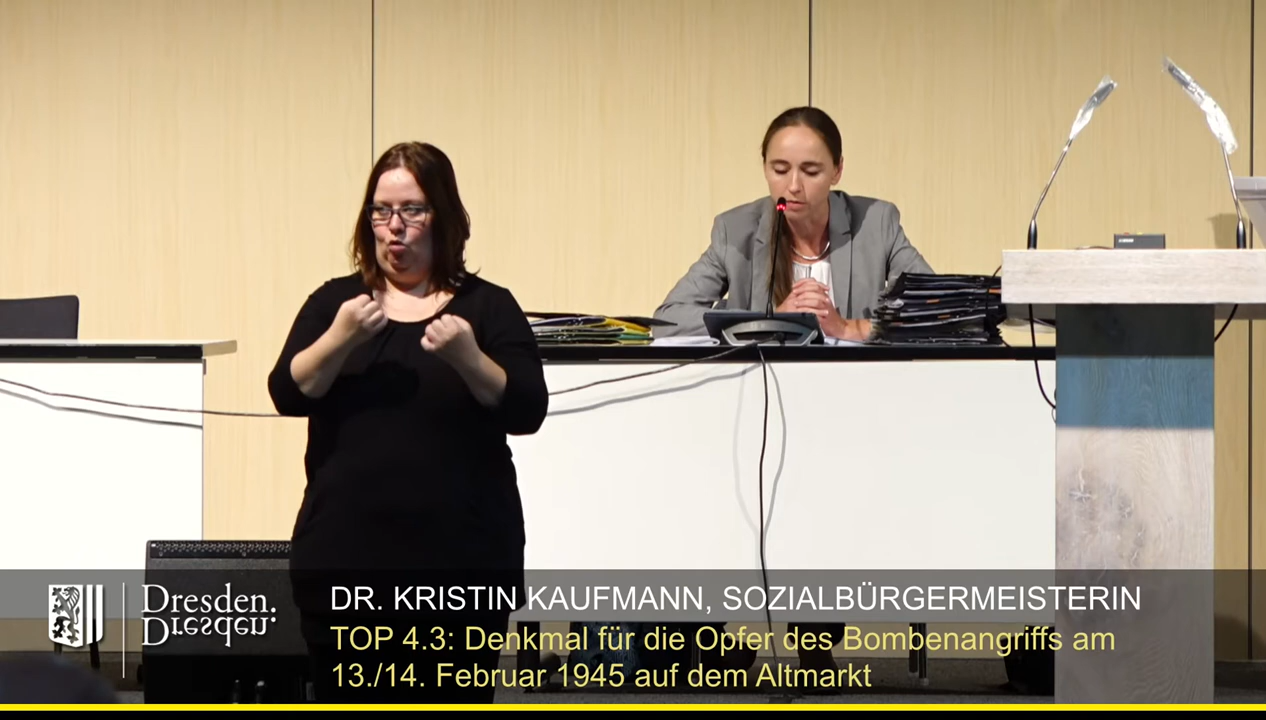 Dresden.
Dresden.
DR. KRISTIN KAUFMANN, SOZIALBÜRGERMEISTERIN
TOP 4.3: Denkmal für die Opfer des Bombenangriffs am
13./14. Februar 1945 auf dem Altmarkt